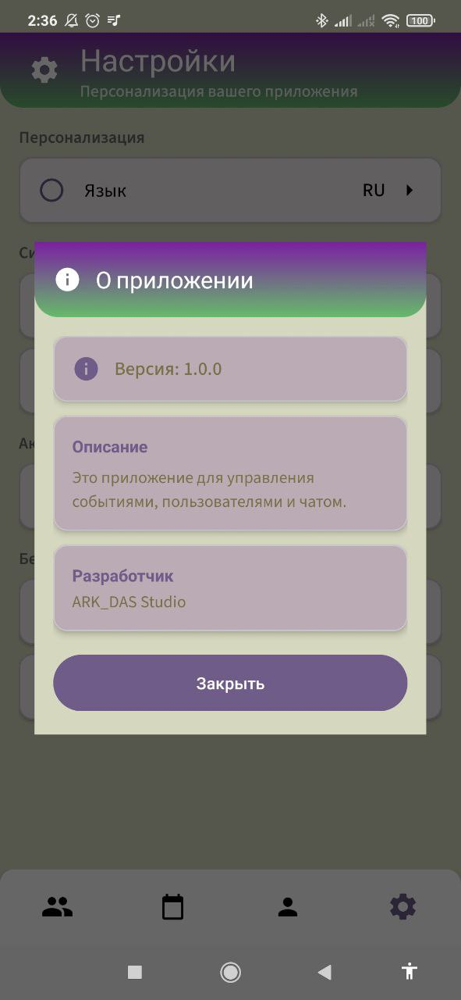 2:36
100
Настройки
Персонализация вашего приложения
Персонализация
Язык
RU
Си
О приложении
Версия: 1.0.0
Описание
Это приложение для управления
событиями, пользователями и чатом.
Ак
Бе
Разработчик
ARK_DAS Studio
Закрыть